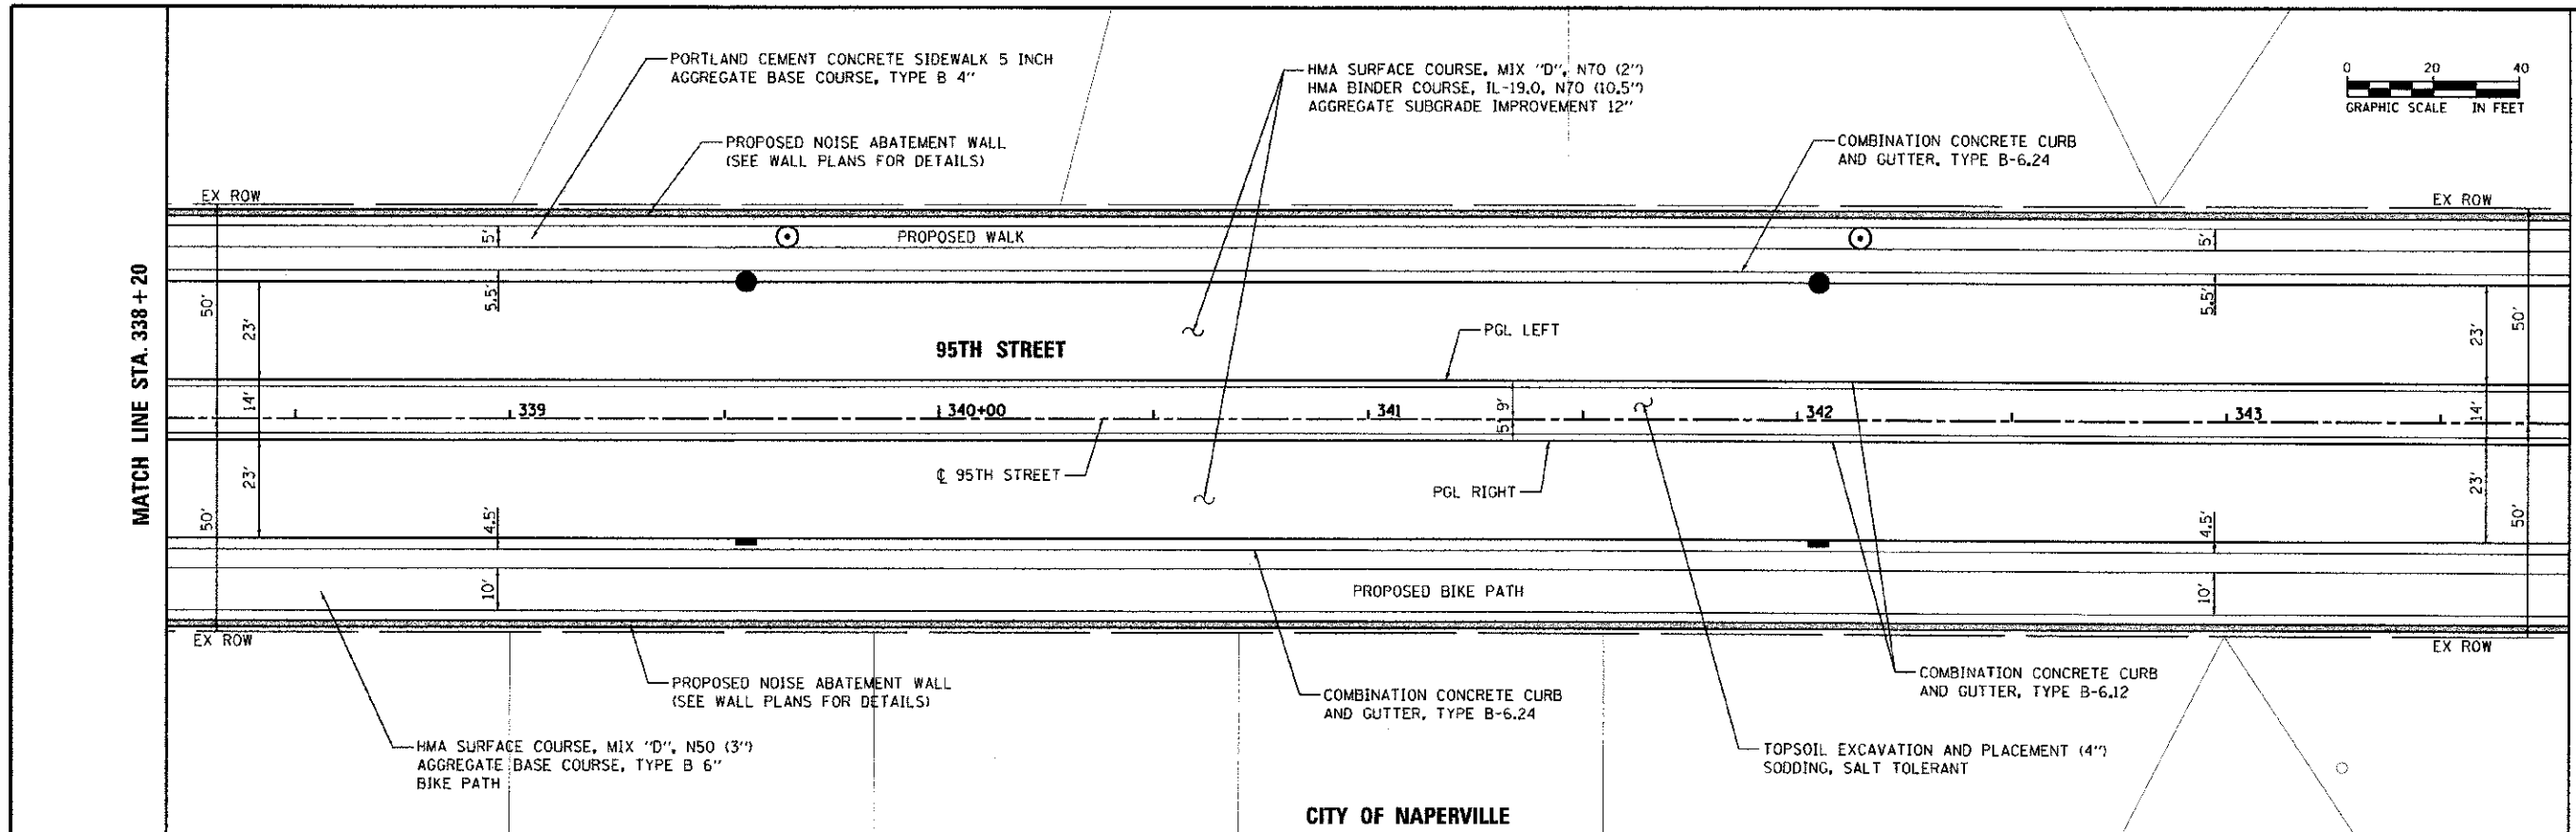 PORTLAND CEMENT CONCRETE SIDEWALK 5 INCH
AGGREGATE BASE COURSE, TYPE B 4"
HMA SURFACE COURSE, MIX "D", N70 (2")
HMA BINDER COURSE, IL-19.0, N70 (10.5")
AGGREGATE SUBGRADE IMPROVEMENT 12"
0 20 40
GRAPHIC SCALE IN FEET
PROPOSED NOISE ABATEMENT WALL
(SEE WALL PLANS FOR DETAILS)
COMBINATION CONCRETE CURB
AND GUTTER, TYPE B-6.24
EX ROW
EX ROW
5'
PROPOSED WALK
5'
MATCH LINE STA. 338+20
50'
5.5'
5.5'
50'
23'
23'
95TH STREET
PGL LEFT
14'
339
340+00
341
9'
5'
342
343
14'
℄ 95TH STREET
PGL RIGHT
23'
23'
50'
4.5'
4.5'
50'
10'
PROPOSED BIKE PATH
10'
EX ROW
EX ROW
PROPOSED NOISE ABATEMENT WALL
(SEE WALL PLANS FOR DETAILS)
COMBINATION CONCRETE CURB
AND GUTTER, TYPE B-6.24
COMBINATION CONCRETE CURB
AND GUTTER, TYPE B-6.12
HMA SURFACE COURSE, MIX "D", N50 (3")
AGGREGATE BASE COURSE, TYPE B 6"
BIKE PATH
TOPSOIL EXCAVATION AND PLACEMENT (4")
SODDING, SALT TOLERANT
CITY OF NAPERVILLE